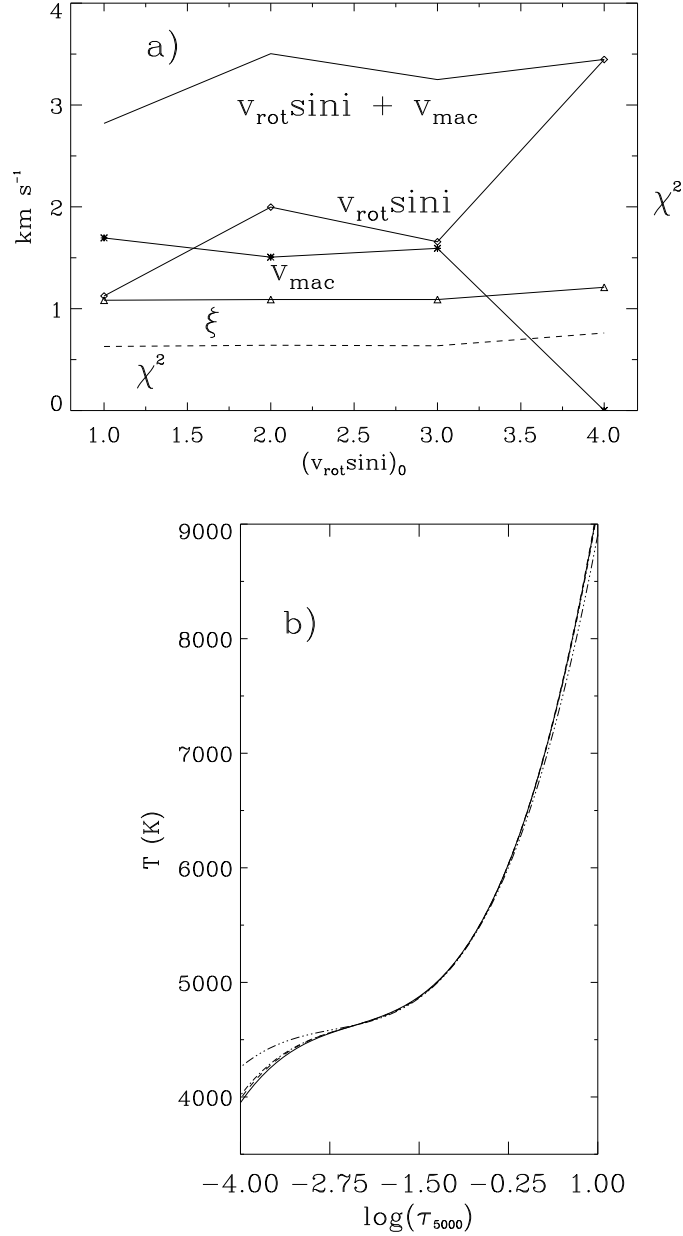 4
a)
3
v_rot sini + v_mac
km s⁻¹
χ²
2
v_rot sini
v_mac
1
ξ
χ²
0
1.0 1.5 2.0 2.5 3.0 3.5 4.0
(v_rot sini)₀
9000
b)
8000
7000
T (K)
6000
5000
4000
−4.00 −2.75 −1.50 −0.25 1.00
log(τ₅₀₀₀)